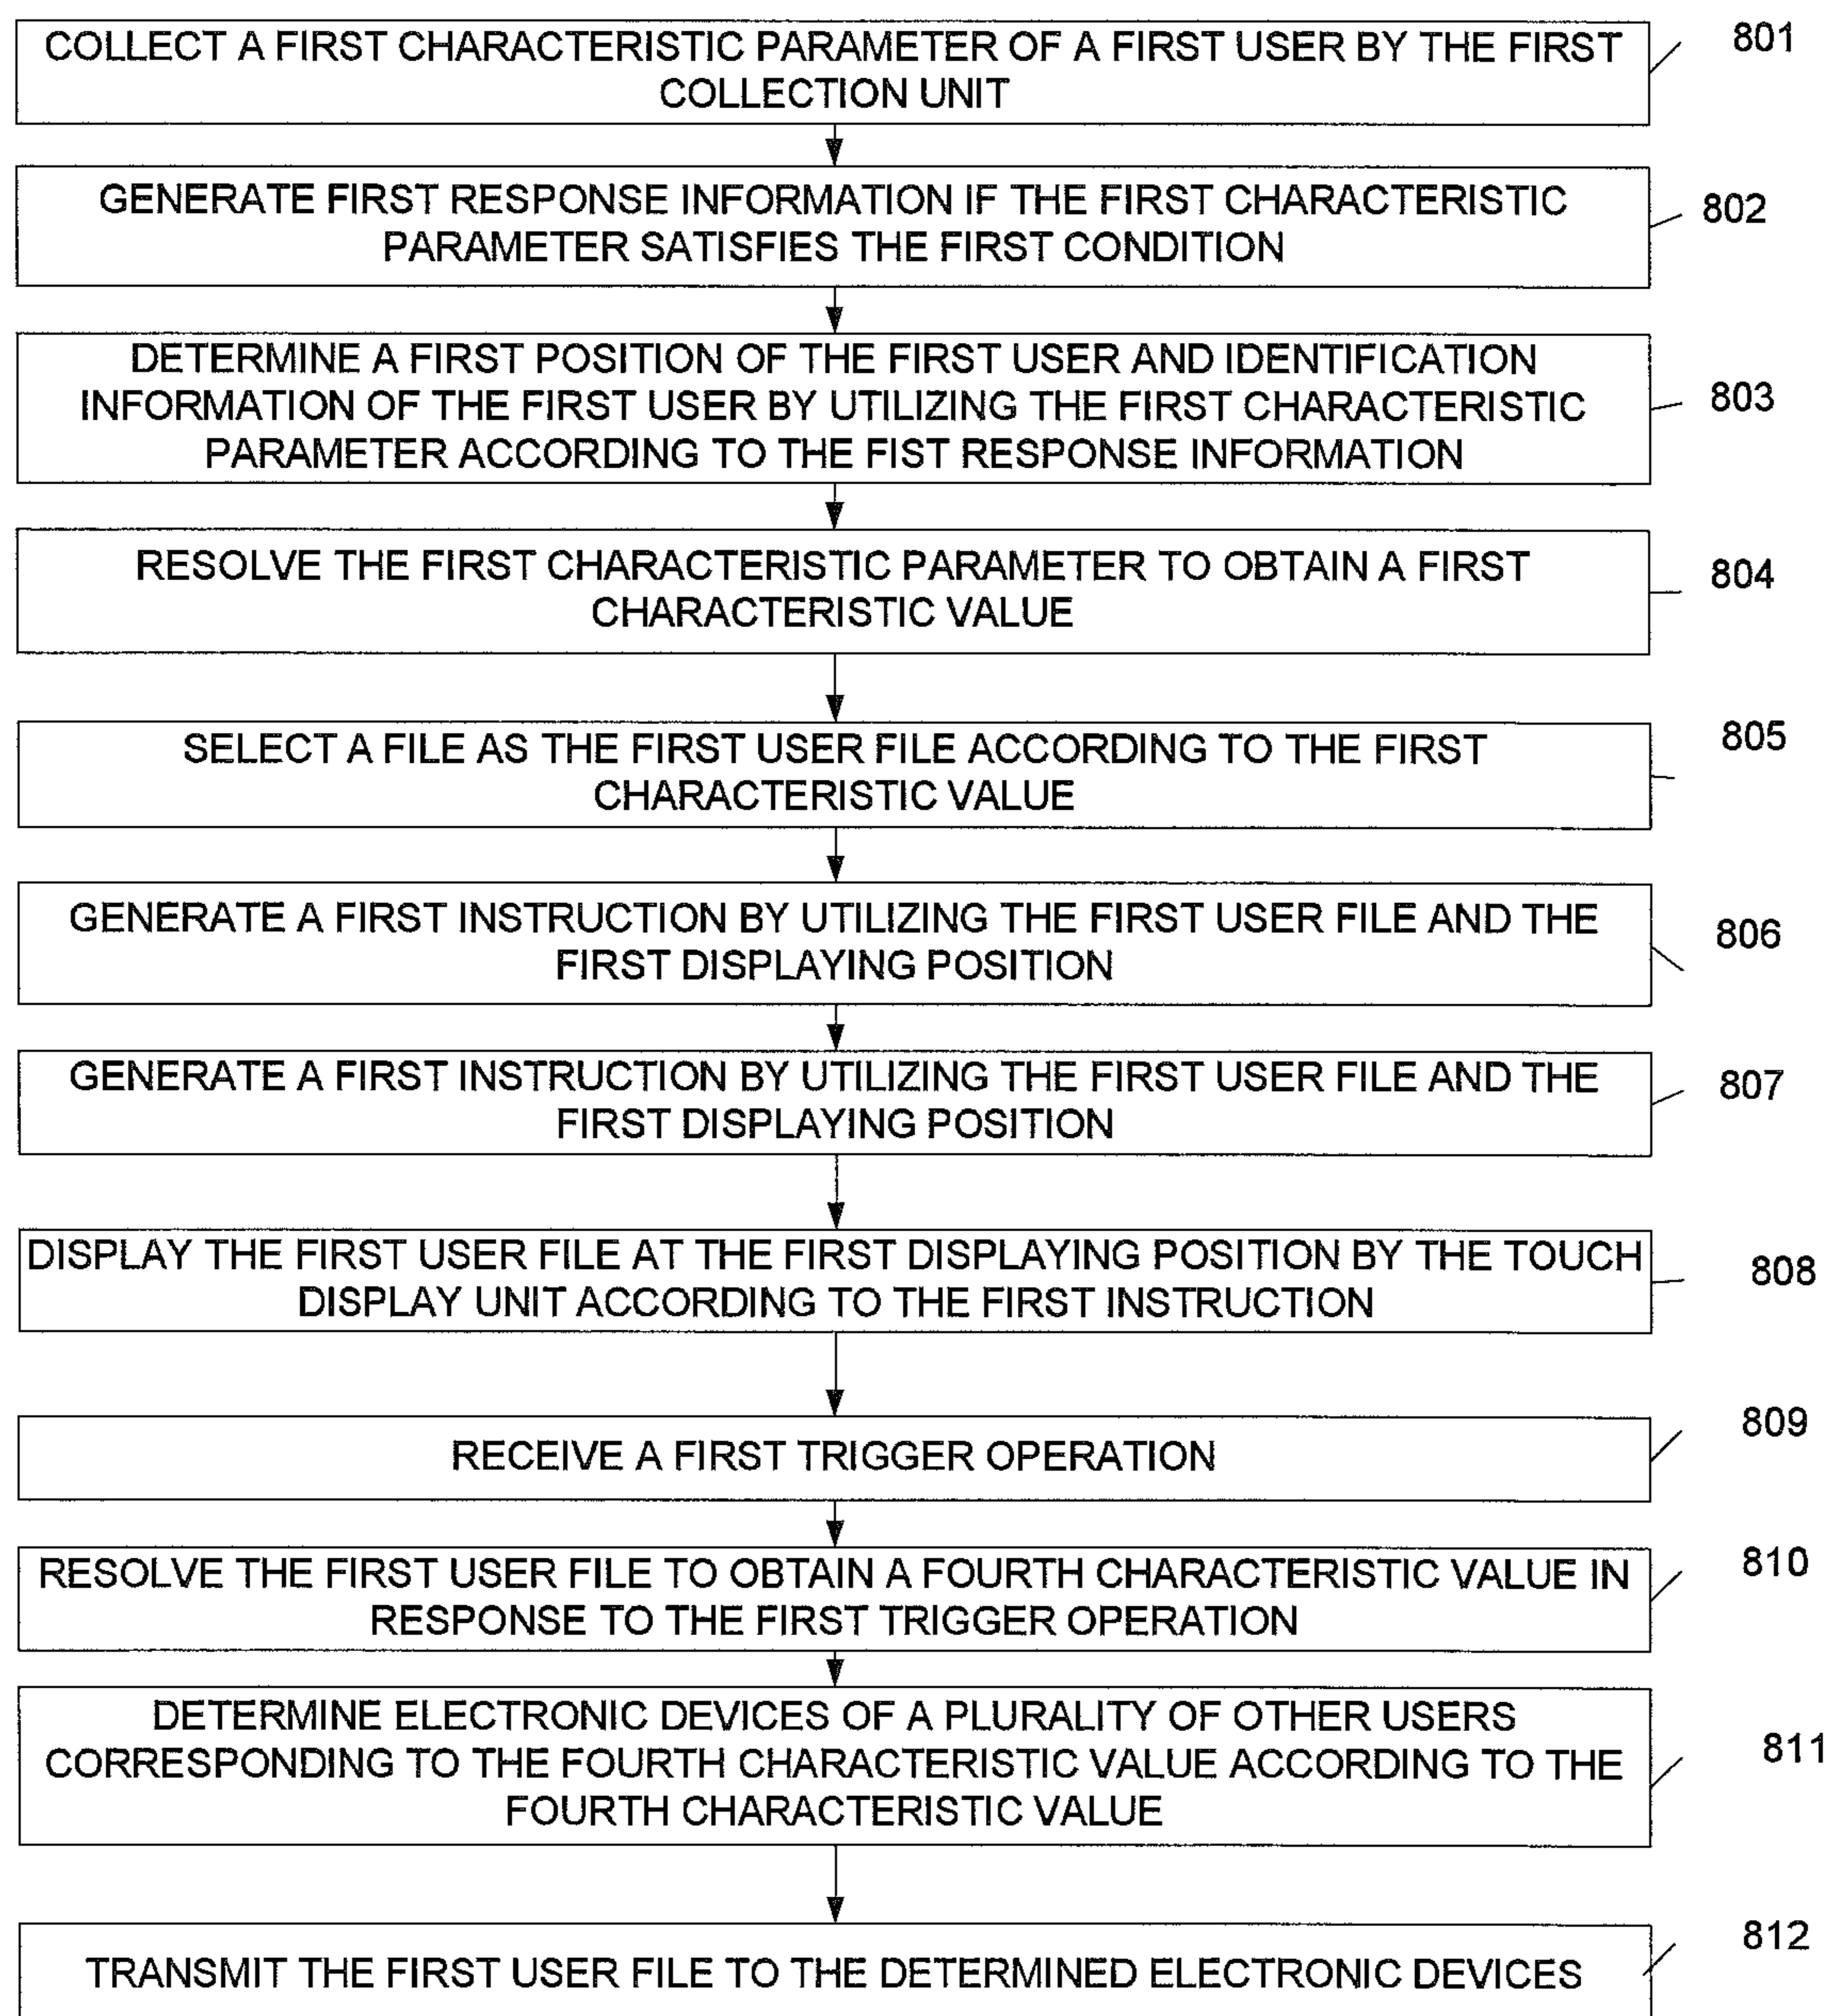 COLLECT A FIRST CHARACTERISTIC PARAMETER OF A FIRST USER BY THE FIRST
COLLECTION UNIT
801
GENERATE FIRST RESPONSE INFORMATION IF THE FIRST CHARACTERISTIC
PARAMETER SATISFIES THE FIRST CONDITION
802
DETERMINE A FIRST POSITION OF THE FIRST USER AND IDENTIFICATION
INFORMATION OF THE FIRST USER BY UTILIZING THE FIRST CHARACTERISTIC
PARAMETER ACCORDING TO THE FIST RESPONSE INFORMATION
803
RESOLVE THE FIRST CHARACTERISTIC PARAMETER TO OBTAIN A FIRST
CHARACTERISTIC VALUE
804
SELECT A FILE AS THE FIRST USER FILE ACCORDING TO THE FIRST
CHARACTERISTIC VALUE
805
GENERATE A FIRST INSTRUCTION BY UTILIZING THE FIRST USER FILE AND THE
FIRST DISPLAYING POSITION
806
GENERATE A FIRST INSTRUCTION BY UTILIZING THE FIRST USER FILE AND THE
FIRST DISPLAYING POSITION
807
DISPLAY THE FIRST USER FILE AT THE FIRST DISPLAYING POSITION BY THE TOUCH
DISPLAY UNIT ACCORDING TO THE FIRST INSTRUCTION
808
RECEIVE A FIRST TRIGGER OPERATION
809
RESOLVE THE FIRST USER FILE TO OBTAIN A FOURTH CHARACTERISTIC VALUE IN
RESPONSE TO THE FIRST TRIGGER OPERATION
810
DETERMINE ELECTRONIC DEVICES OF A PLURALITY OF OTHER USERS
CORRESPONDING TO THE FOURTH CHARACTERISTIC VALUE ACCORDING TO THE
FOURTH CHARACTERISTIC VALUE
811
TRANSMIT THE FIRST USER FILE TO THE DETERMINED ELECTRONIC DEVICES
812